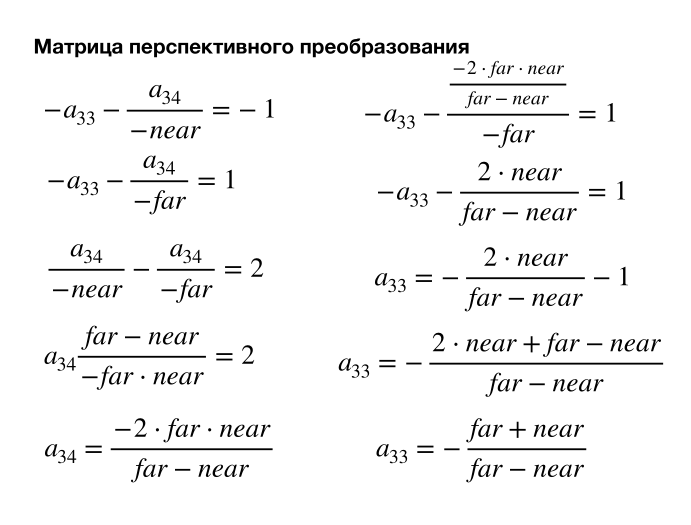 Матрица перспективного преобразования
$-a_{33} - \frac{a_{34}}{-near} = -1$
$-a_{33} - \frac{a_{34}}{-far} = 1$
$\frac{a_{34}}{-near} - \frac{a_{34}}{-far} = 2$
$a_{34} \frac{far - near}{-far \cdot near} = 2$
$a_{34} = \frac{-2 \cdot far \cdot near}{far - near}$
$-a_{33} - \frac{\frac{-2 \cdot far \cdot near}{far - near}}{-far} = 1$
$-a_{33} - \frac{2 \cdot near}{far - near} = 1$
$a_{33} = - \frac{2 \cdot near}{far - near} - 1$
$a_{33} = - \frac{2 \cdot near + far - near}{far - near}$
$a_{33} = - \frac{far + near}{far - near}$